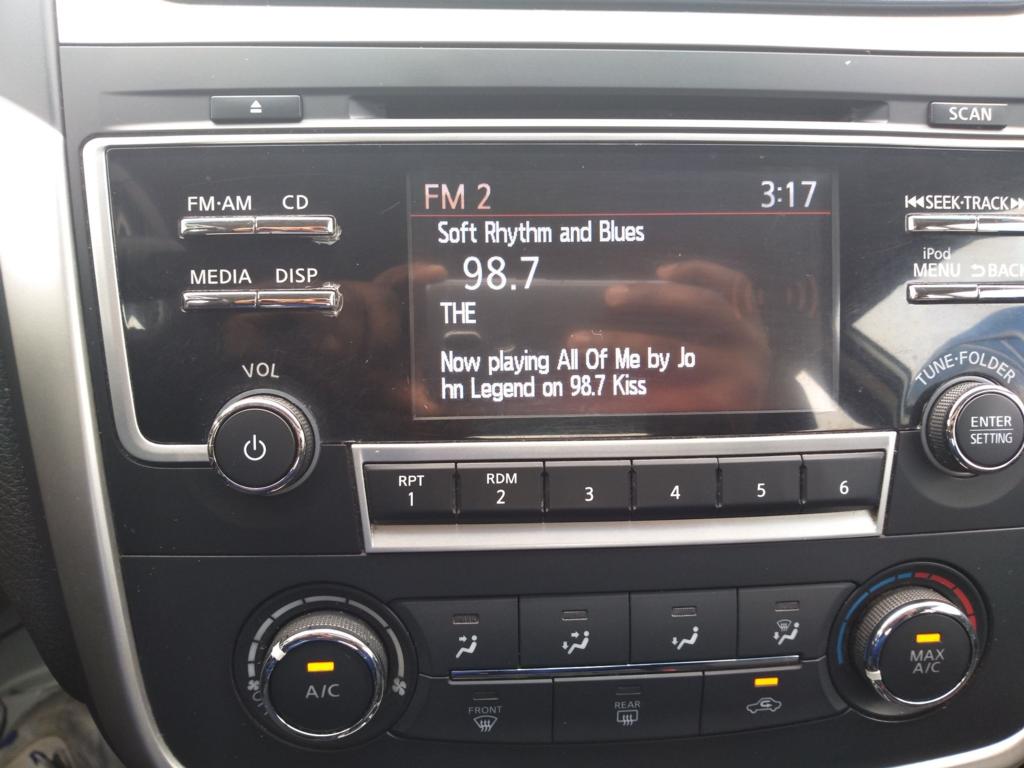 SCAN
FM·AM CD
FM 2 3:17
SEEK·TRACK
Soft Rhythm and Blues
iPod
MEDIA DISP
98.7
MENU BACK
THE
Now playing All Of Me by Jo
hn Legend on 98.7 Kiss
VOL
TUNE·FOLDER
ENTER
SETTING
RPT
1
RDM
2
3
4
5
6
A/C
MAX
A/C
FRONT
REAR